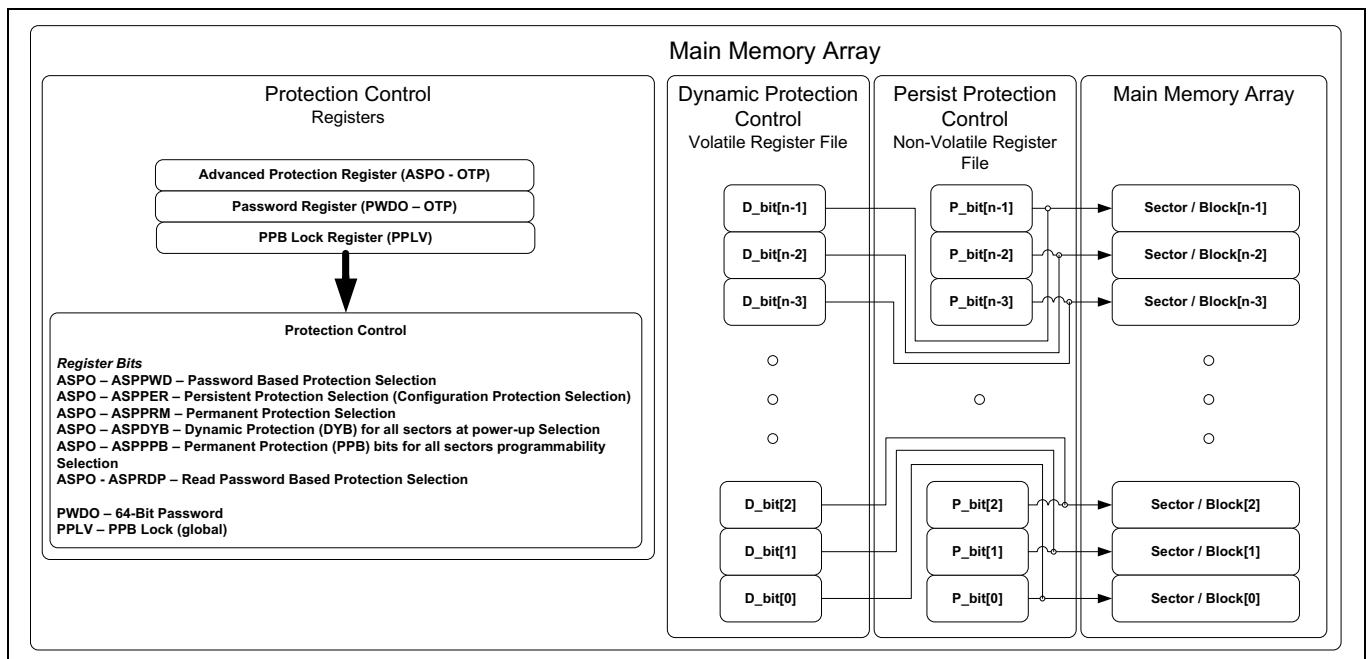 Main Memory Array
Protection Control
Registers
Advanced Protection Register (ASPO - OTP)
Password Register (PWDO – OTP)
PPB Lock Register (PPLV)
Protection Control
Register Bits
ASPO – ASPPWD – Password Based Protection Selection
ASPO – ASPPER – Persistent Protection Selection (Configuration Protection Selection)
ASPO – ASPPRM – Permanent Protection Selection
ASPO – ASPDYB – Dynamic Protection (DYB) for all sectors at power-up Selection
ASPO – ASPPPB – Permanent Protection (PPB) bits for all sectors programmability
Selection
ASPO - ASPRDP – Read Password Based Protection Selection
PWDO – 64-Bit Password
PPLV – PPB Lock (global)
Dynamic Protection
Control
Volatile Register File
D_bit[n-1]
D_bit[n-2]
D_bit[n-3]
D_bit[2]
D_bit[1]
D_bit[0]
Persist Protection
Control
Non-Volatile Register
File
P_bit[n-1]
P_bit[n-2]
P_bit[n-3]
P_bit[2]
P_bit[1]
P_bit[0]
Main Memory Array
Sector / Block[n-1]
Sector / Block[n-2]
Sector / Block[n-3]
Sector / Block[2]
Sector / Block[1]
Sector / Block[0]